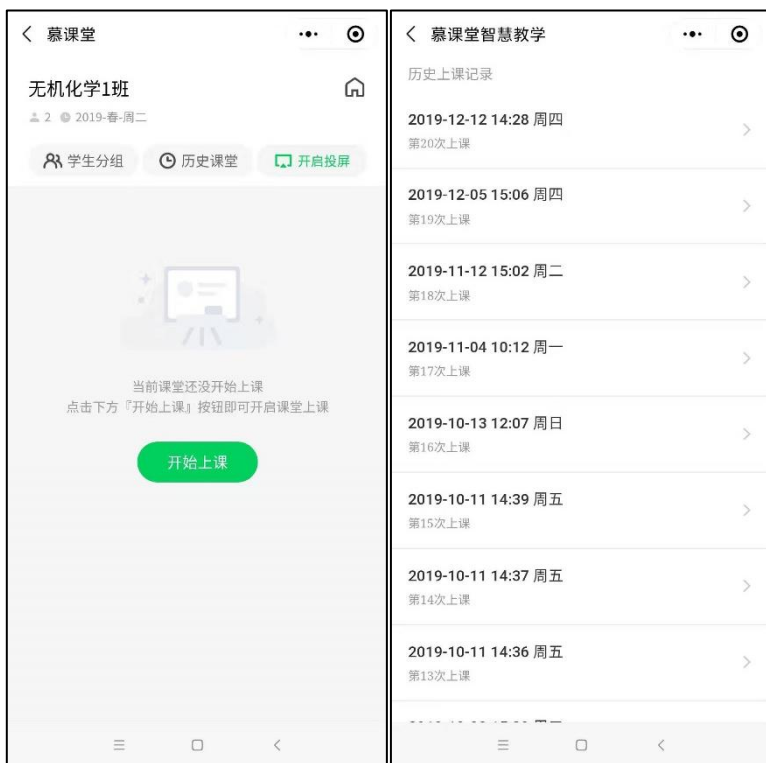 慕课堂
无机化学1班
2 2019-春-周二
学生分组 历史课堂 开启投屏
当前课堂还没开始上课
点击下方『开始上课』按钮即可开启课堂上课
开始上课
慕课堂智慧教学
历史上课记录
2019-12-12 14:28 周四
第20次上课
2019-12-05 15:06 周四
第19次上课
2019-11-12 15:02 周二
第18次上课
2019-11-04 10:12 周一
第17次上课
2019-10-13 12:07 周日
第16次上课
2019-10-11 14:39 周五
第15次上课
2019-10-11 14:37 周五
第14次上课
2019-10-11 14:36 周五
第13次上课